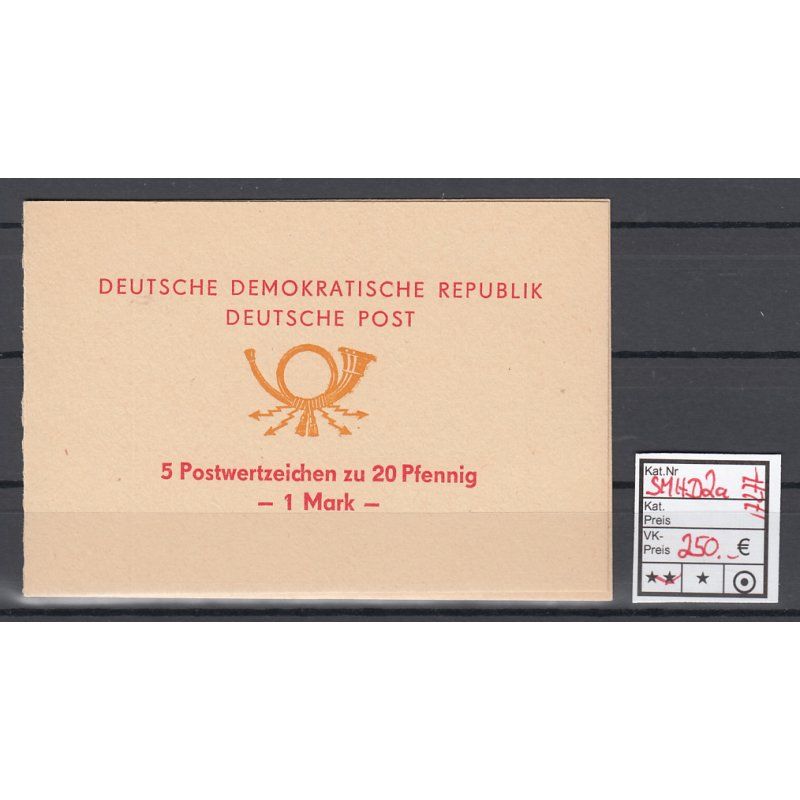 DEUTSCHE DEMOKRATISCHE REPUBLIK
DEUTSCHE POST
5 Postwertzeichen zu 20 Pfennig
– 1 Mark –
Kat.Nr
SMHD2a
Kat.
Preis
VK-
Preis 250.- €